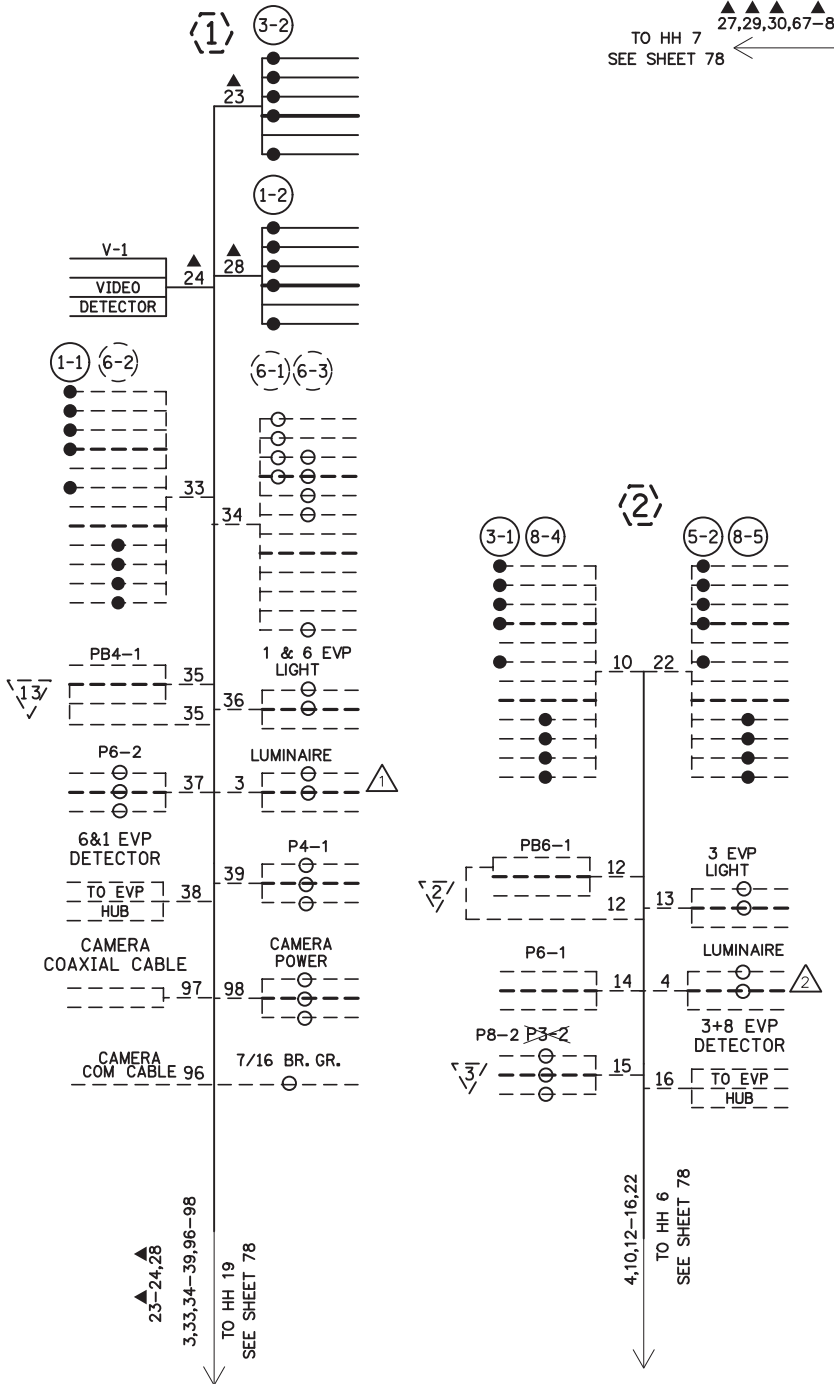 27,29,30,67-8
TO HH 7
SEE SHEET 78
1
3-2
23
1-2
28
V-1
VIDEO
DETECTOR
24
1-1
6-2
6-1
6-3
33
34
PB4-1
35
35
13
1 & 6 EVP
LIGHT
36
P6-2
37
LUMINAIRE
3
1
6&1 EVP
DETECTOR
TO EVP
HUB
38
P4-1
39
CAMERA
COAXIAL CABLE
97
CAMERA
POWER
98
CAMERA
COM CABLE
96
7/16 BR. GR.
23-24,28
3,33,34-39,96-98
TO HH 19
SEE SHEET 78
2
3-1
8-4
5-2
8-5
10
22
PB6-1
12
12
2
3 EVP
LIGHT
13
P6-1
14
LUMINAIRE
4
2
P8-2 P3-2
15
3
3+8 EVP
DETECTOR
16
TO EVP
HUB
4,10,12-16,22
TO HH 6
SEE SHEET 78